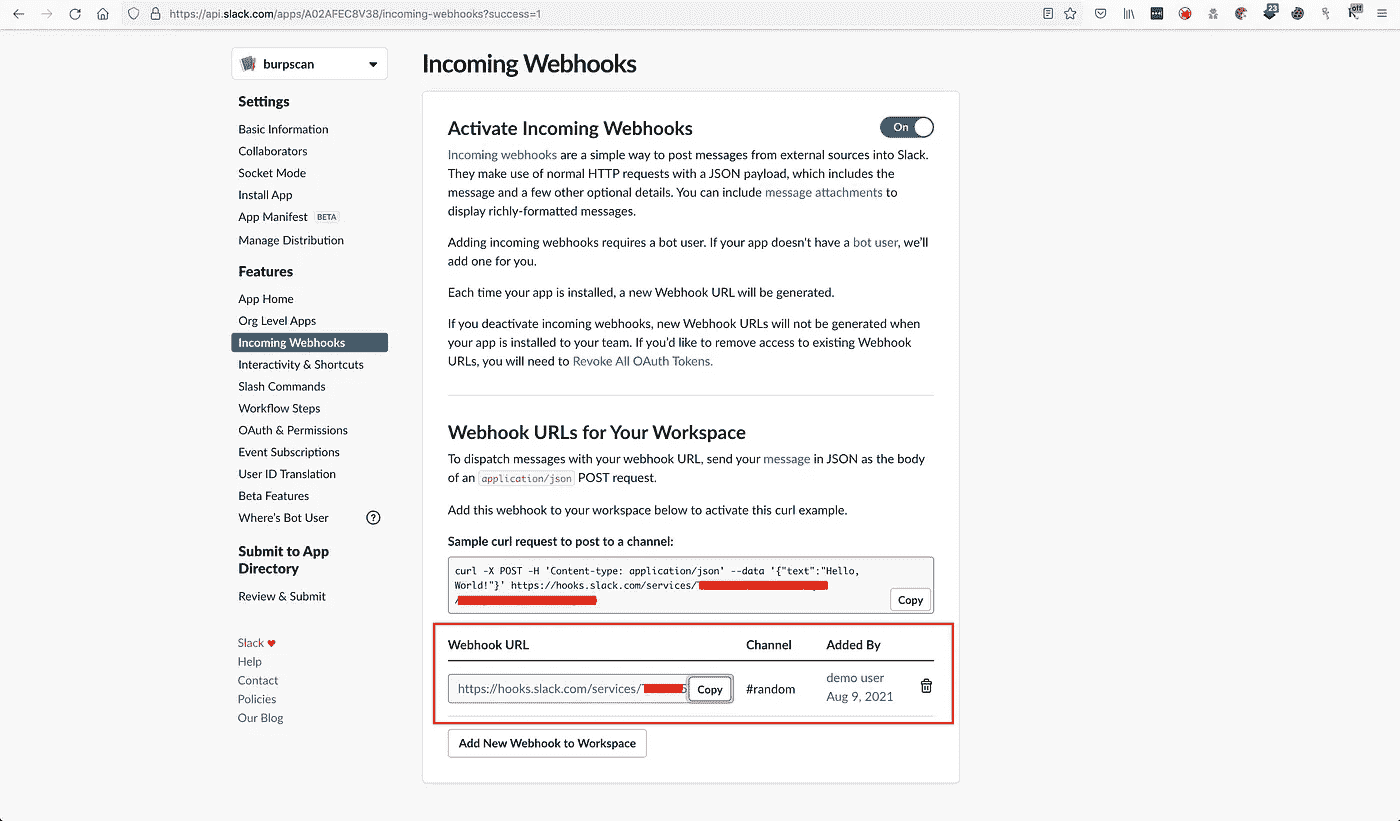 https://api.slack.com/apps/A02AFEC8V38/incoming-webhooks?success=1
23
off
burpscan
Settings
Basic Information
Collaborators
Socket Mode
Install App
App Manifest BETA
Manage Distribution
Features
App Home
Org Level Apps
Incoming Webhooks
Interactivity & Shortcuts
Slash Commands
Workflow Steps
OAuth & Permissions
Event Subscriptions
User ID Translation
Beta Features
Where's Bot User ?
Submit to App
Directory
Review & Submit
Slack ❤
Help
Contact
Policies
Our Blog
Incoming Webhooks
Activate Incoming Webhooks
On
Incoming webhooks are a simple way to post messages from external sources into Slack.
They make use of normal HTTP requests with a JSON payload, which includes the
message and a few other optional details. You can include message attachments to
display richly-formatted messages.
Adding incoming webhooks requires a bot user. If your app doesn't have a bot user, we'll
add one for you.
Each time your app is installed, a new Webhook URL will be generated.
If you deactivate incoming webhooks, new Webhook URLs will not be generated when
your app is installed to your team. If you'd like to remove access to existing Webhook
URLs, you will need to Revoke All OAuth Tokens.
Webhook URLs for Your Workspace
To dispatch messages with your webhook URL, send your message in JSON as the body
of an application/json POST request.
Add this webhook to your workspace below to activate this curl example.
Sample curl request to post to a channel:
curl -X POST -H 'Content-type: application/json' --data '{"text":"Hello,
World!"}' https://hooks.slack.com/services/
/
Copy
Webhook URL Channel Added By
https://hooks.slack.com/services/ Copy #random demo user
Aug 9, 2021
Add New Webhook to Workspace